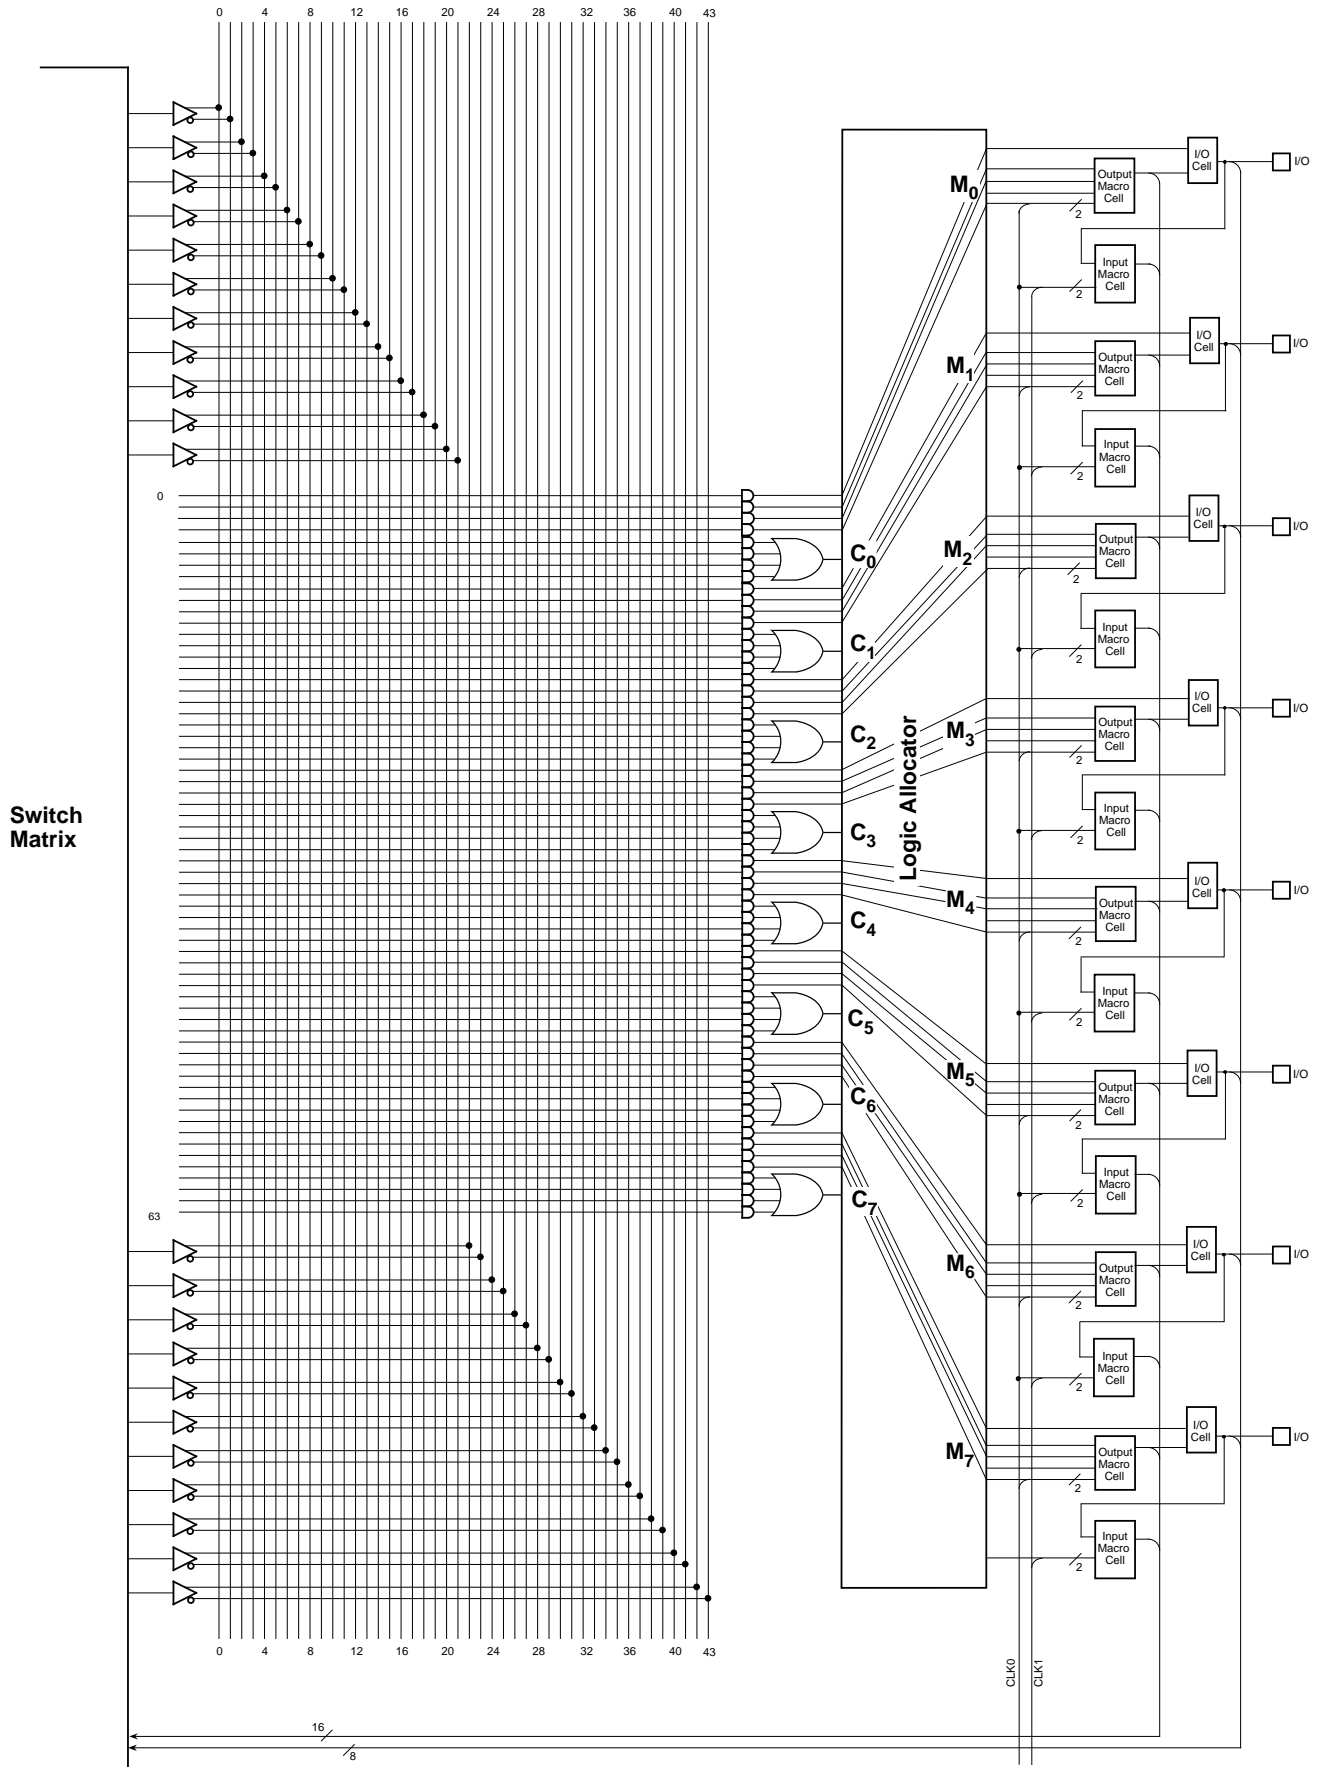 0 4 8 12 16 20 24 28 32 36 40 43
I/O
Cell
I/O
Output
Macro
Cell
M0
2
Input
Macro
Cell
2
I/O
Cell
I/O
Output
Macro
Cell
M1
2
Input
Macro
Cell
2
0
I/O
Cell
I/O
Output
Macro
Cell
C0
M2
2
Input
Macro
Cell
C1
2
I/O
Cell
I/O
Output
Macro
Cell
C2
M3
2
Logic Allocator
Switch
Matrix
Input
Macro
Cell
C3
2
I/O
Cell
I/O
Output
Macro
Cell
M4
C4
2
Input
Macro
Cell
C5
2
I/O
Cell
I/O
Output
Macro
Cell
M5
C6
2
Input
Macro
Cell
C7
2
63
I/O
Cell
I/O
Output
Macro
Cell
M6
2
Input
Macro
Cell
2
I/O
Cell
I/O
Output
Macro
Cell
M7
2
Input
Macro
Cell
2
0 4 8 12 16 20 24 28 32 36 40 43
CLK0
CLK1
16
8